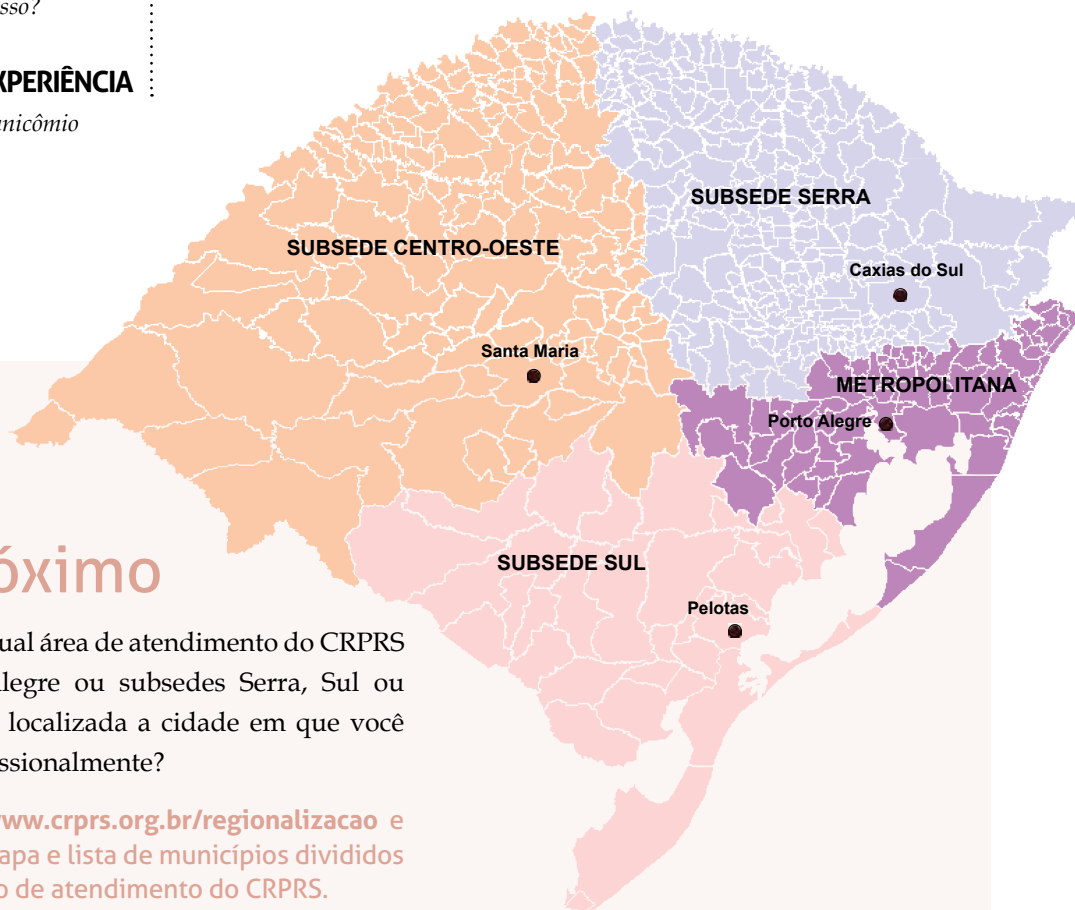 sso?
XPERIÊNCIA
unicômio
SUBSEDE SERRA
SUBSEDE CENTRO-OESTE
Caxias do Sul
Santa Maria
METROPOLITANA
Porto Alegre
SUBSEDE SUL
Pelotas
óximo
ual área de atendimento do CRPRS
legre ou subsedes Serra, Sul ou
localizada a cidade em que você
ssionalmente?
www.crprs.org.br/regionalizacao e
apa e lista de municípios divididos
o de atendimento do CRPRS.